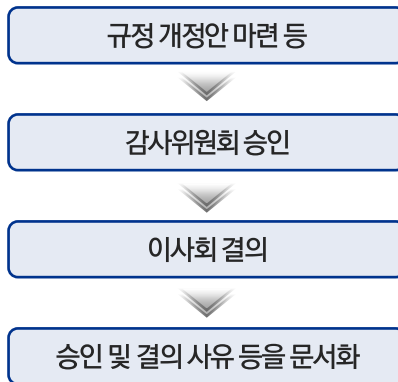 규정 개정안 마련 등
감사위원회 승인
이사회 결의
승인 및 결의 사유 등을 문서화